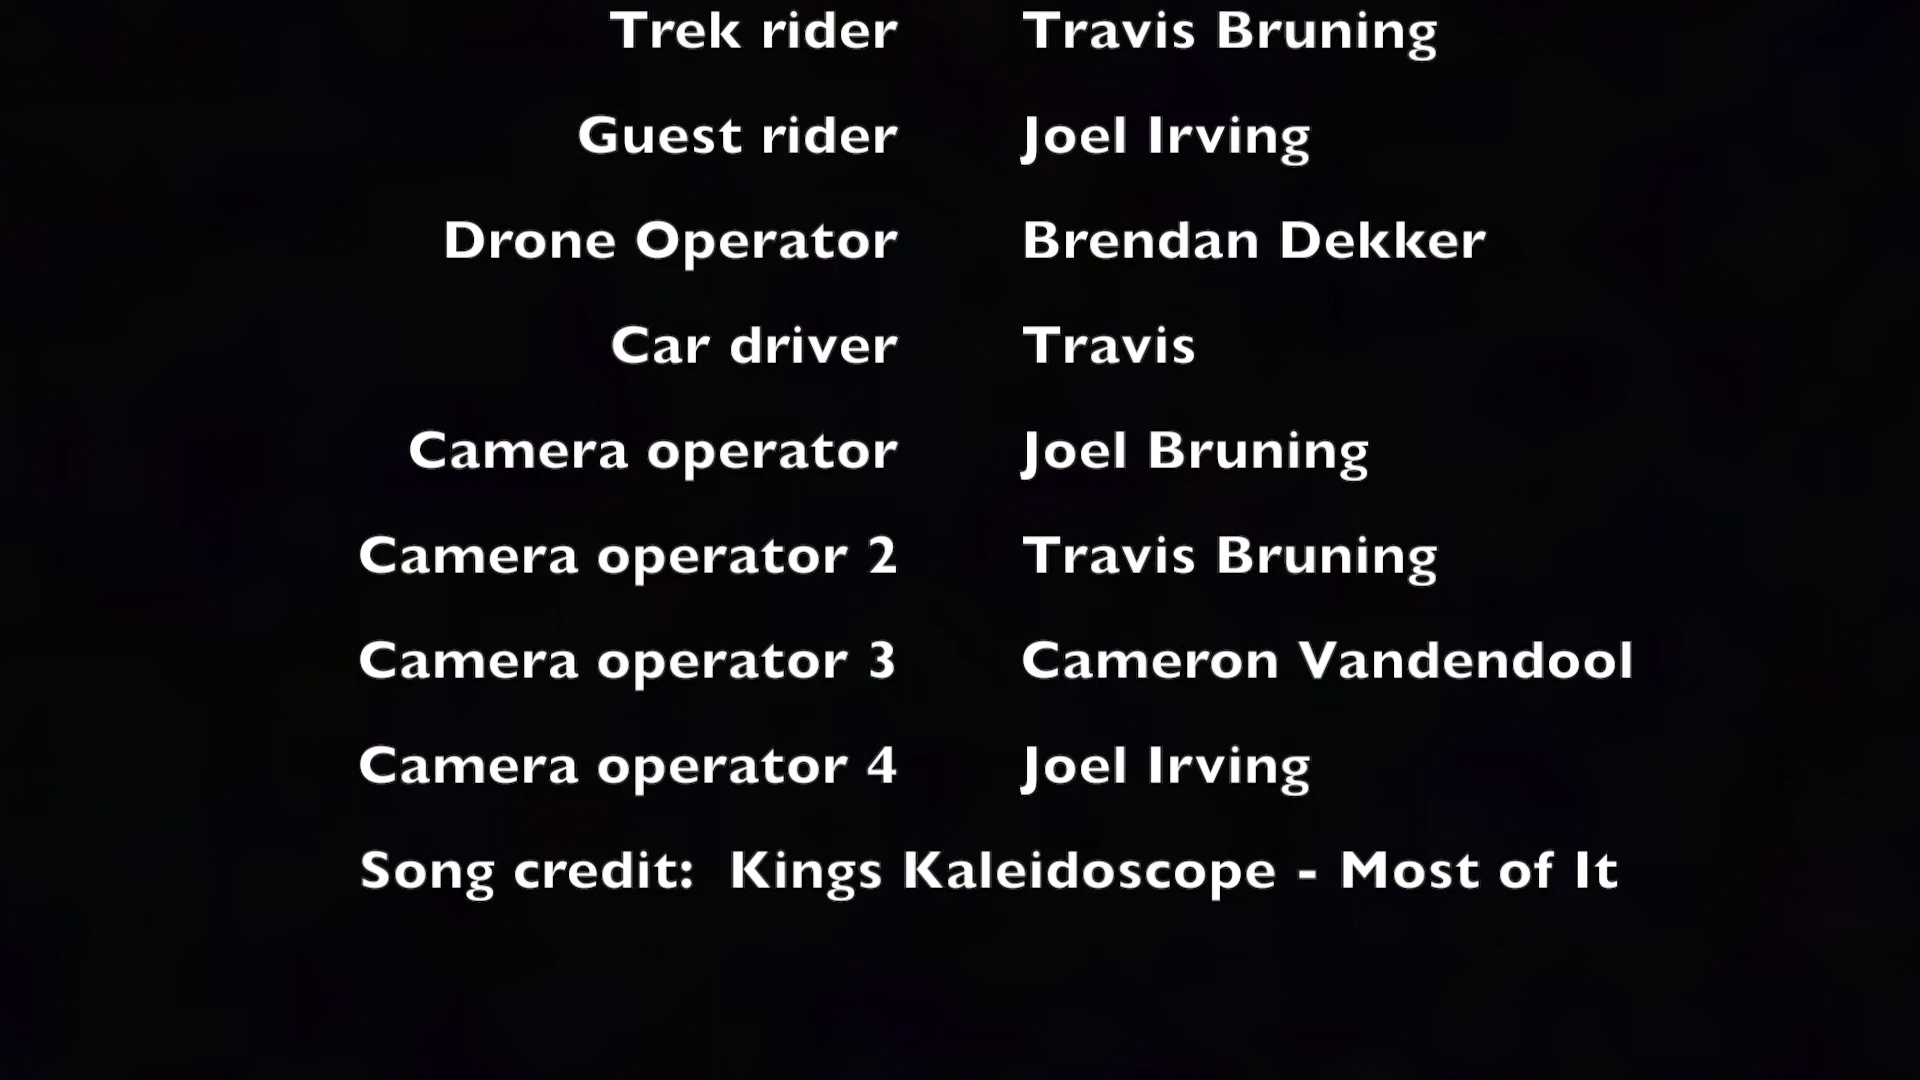 Trek rider Travis Bruning
Guest rider Joel Irving
Drone Operator Brendan Dekker
Car driver Travis
Camera operator Joel Bruning
Camera operator 2 Travis Bruning
Camera operator 3 Cameron Vandendool
Camera operator 4 Joel Irving
Song credit: Kings Kaleidoscope - Most of It